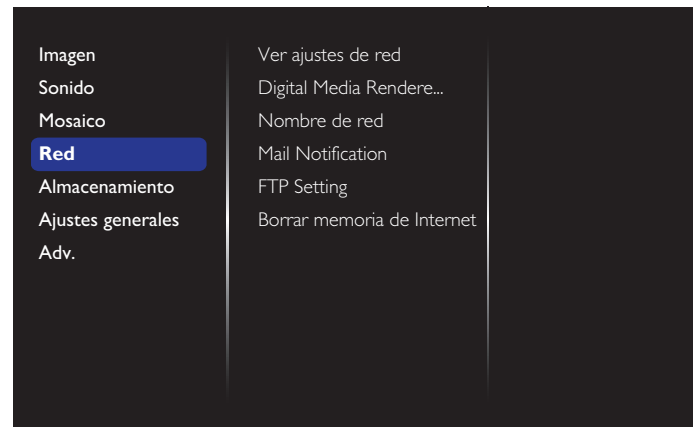 Imagen
Sonido
Mosaico
Red
Almacenamiento
Ajustes generales
Adv.
Ver ajustes de red
Digital Media Rendere...
Nombre de red
Mail Notification
FTP Setting
Borrar memoria de Internet